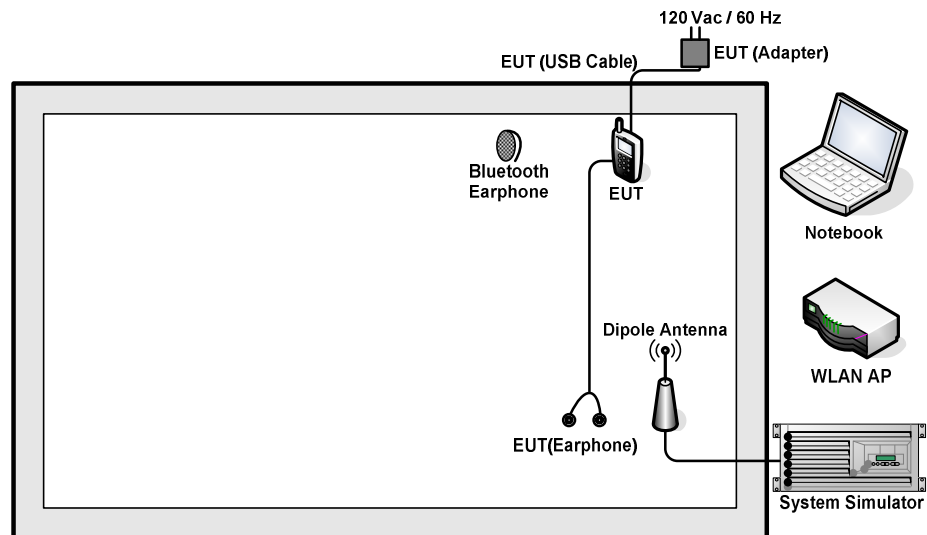 120 Vac / 60 Hz
EUT (USB Cable)
EUT (Adapter)
Bluetooth
Earphone
EUT
Notebook
Dipole Antenna
WLAN AP
EUT(Earphone)
System Simulator